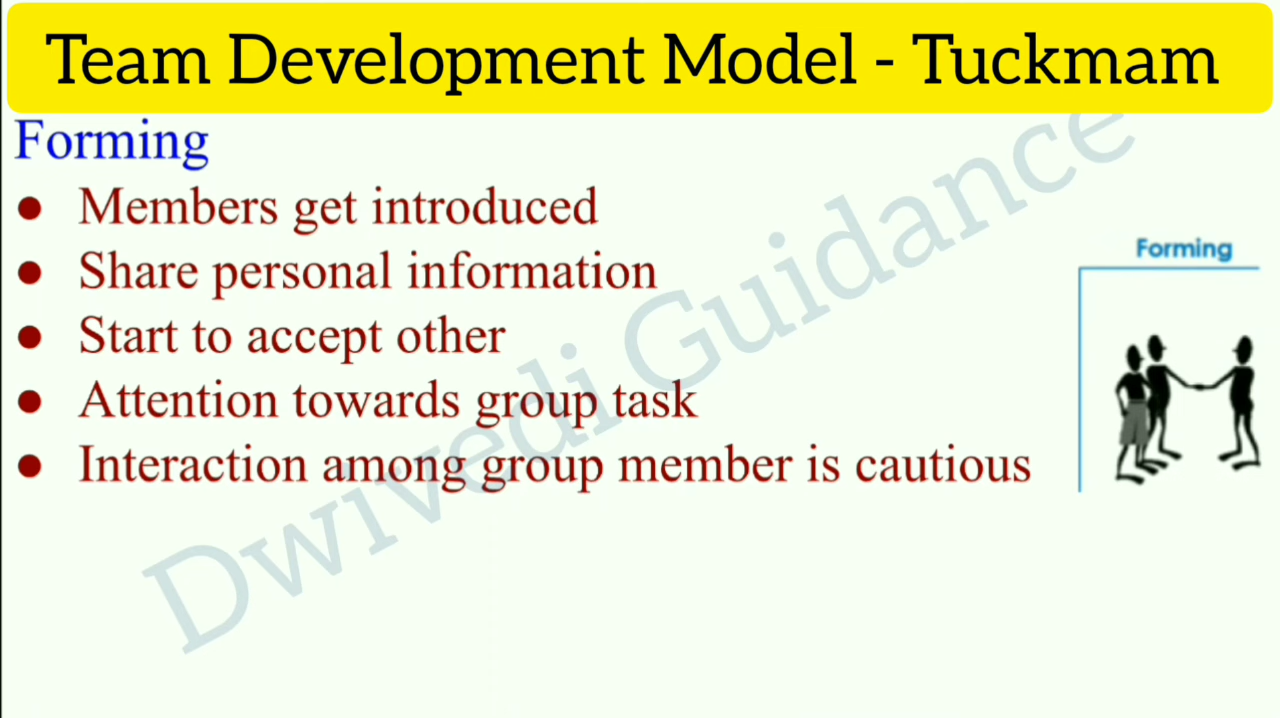 Team Development Model - Tuckmam
Forming
● Members get introduced
● Share personal information
● Start to accept other
● Attention towards group task
● Interaction among group member is cautious
Forming
Dwivedi Guidance